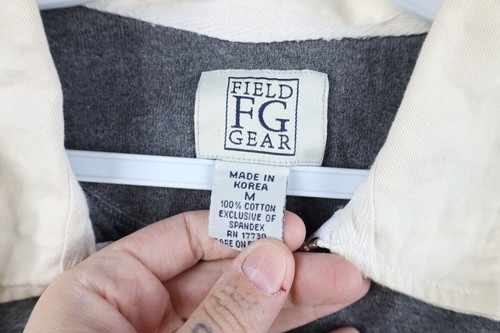 FIELD
FG
GEAR
MADE IN
KOREA
M
100% COTTON
EXCLUSIVE OF
SPANDEX
RN 17730